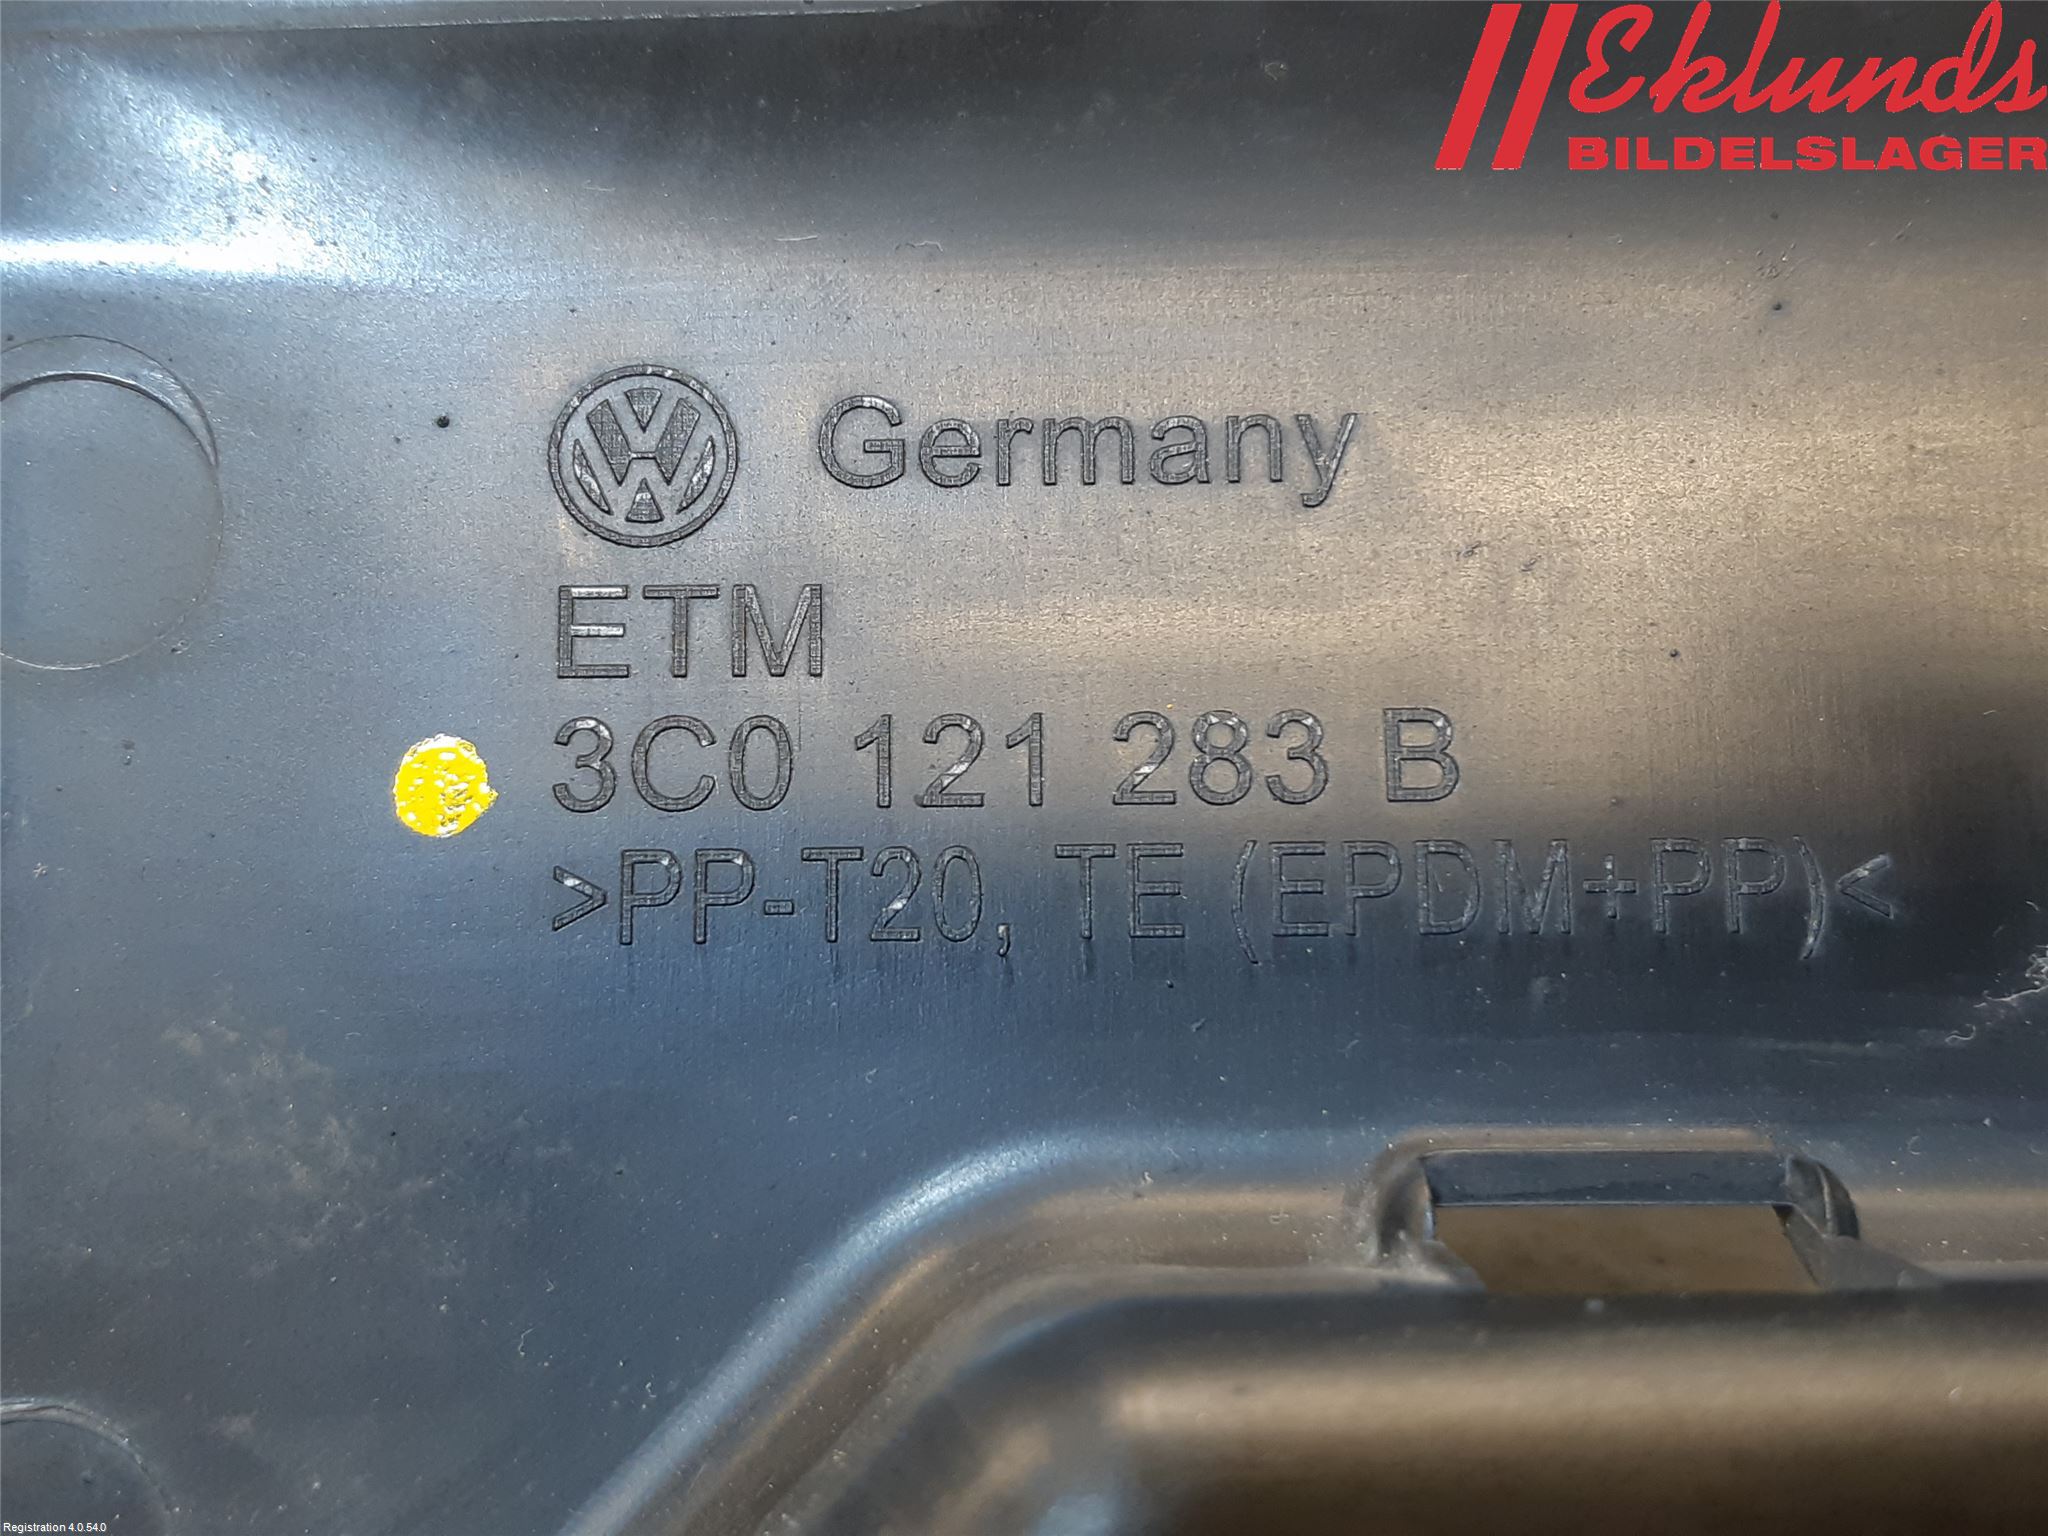 Eklunds
BILDELSLAGER
Germany
ETM
3C0 121 283 B
>PP-T20, TE (EPDM+PP)<
Registration 4.0.54.0